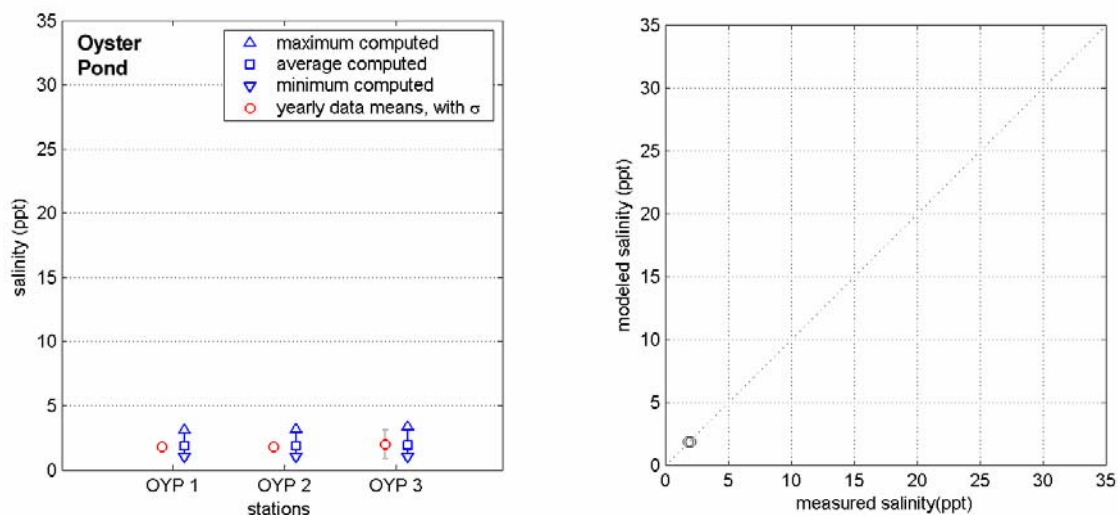 Oyster
Pond
maximum computed
average computed
minimum computed
yearly data means, with σ
35
30
25
20
15
10
5
0
salinity (ppt)
OYP 1 OYP 2 OYP 3
stations
35
30
25
20
15
10
5
0
modeled salinity (ppt)
0 5 10 15 20 25 30 35
measured salinity(ppt)